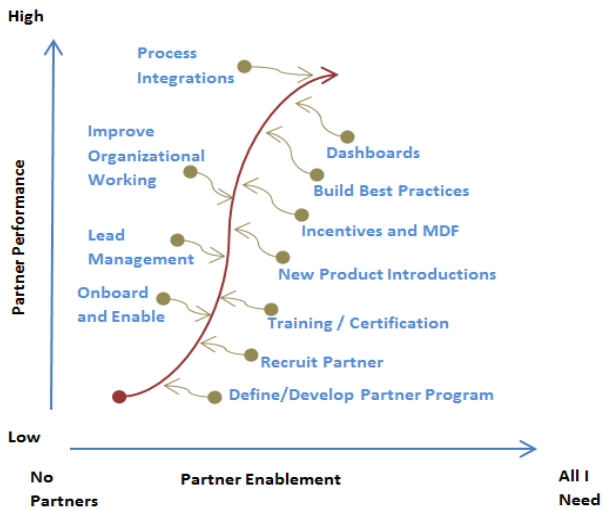 High
Process
Integrations
Improve
Organizational
Working
Dashboards
Build Best Practices
Incentives and MDF
Lead
Management
New Product Introductions
Onboard
and Enable
Training / Certification
Recruit Partner
Define/Develop Partner Program
Partner Performance
Low
No
Partners
Partner Enablement
All I
Need